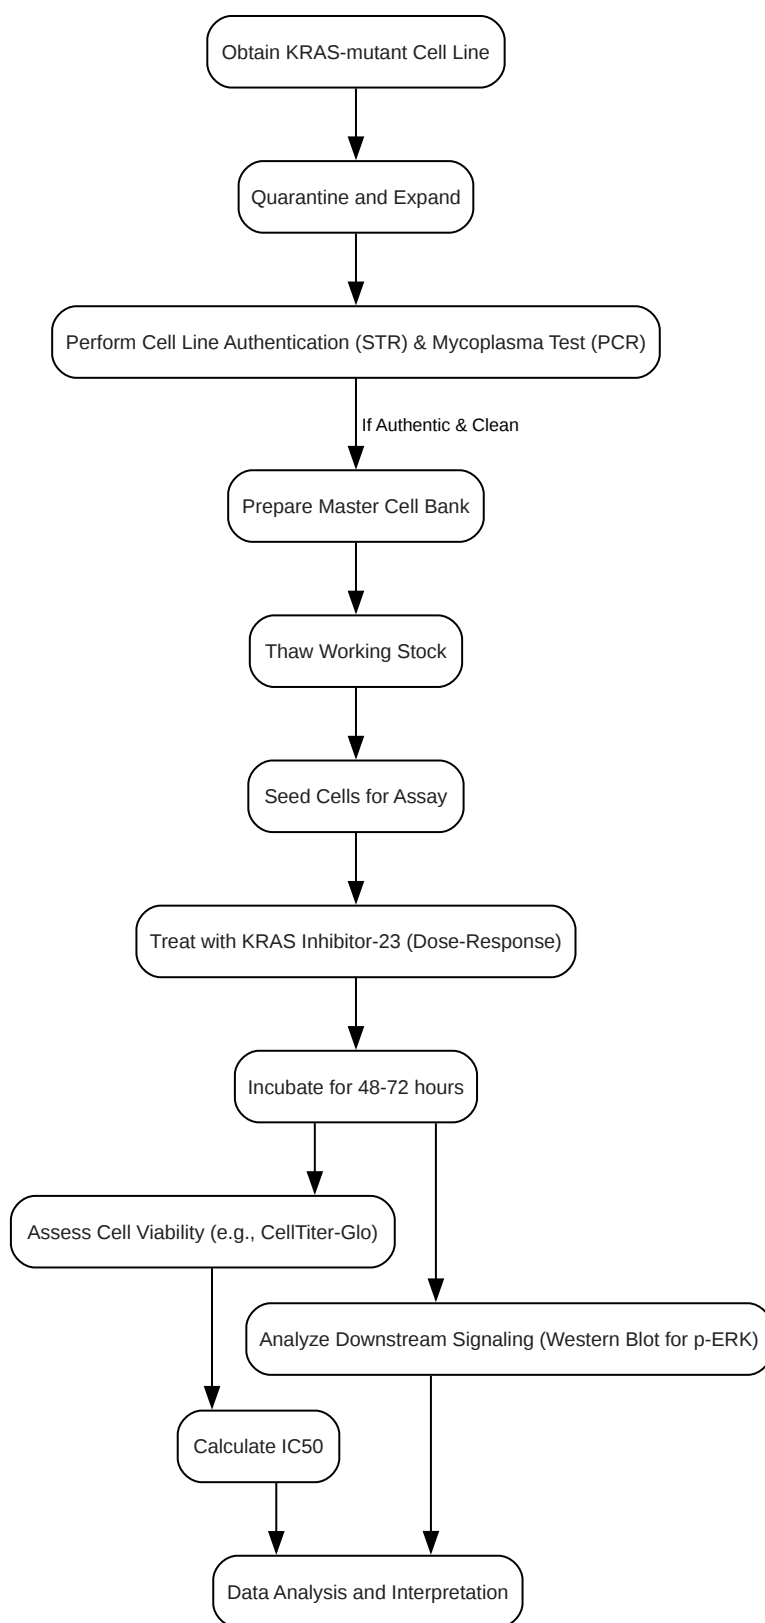 Obtain KRAS-mutant Cell Line
Quarantine and Expand
Perform Cell Line Authentication (STR) & Mycoplasma Test (PCR)
If Authentic & Clean
Prepare Master Cell Bank
Thaw Working Stock
Seed Cells for Assay
Treat with KRAS Inhibitor-23 (Dose-Response)
Incubate for 48-72 hours
Assess Cell Viability (e.g., CellTiter-Glo)
Analyze Downstream Signaling (Western Blot for p-ERK)
Calculate IC50
Data Analysis and Interpretation